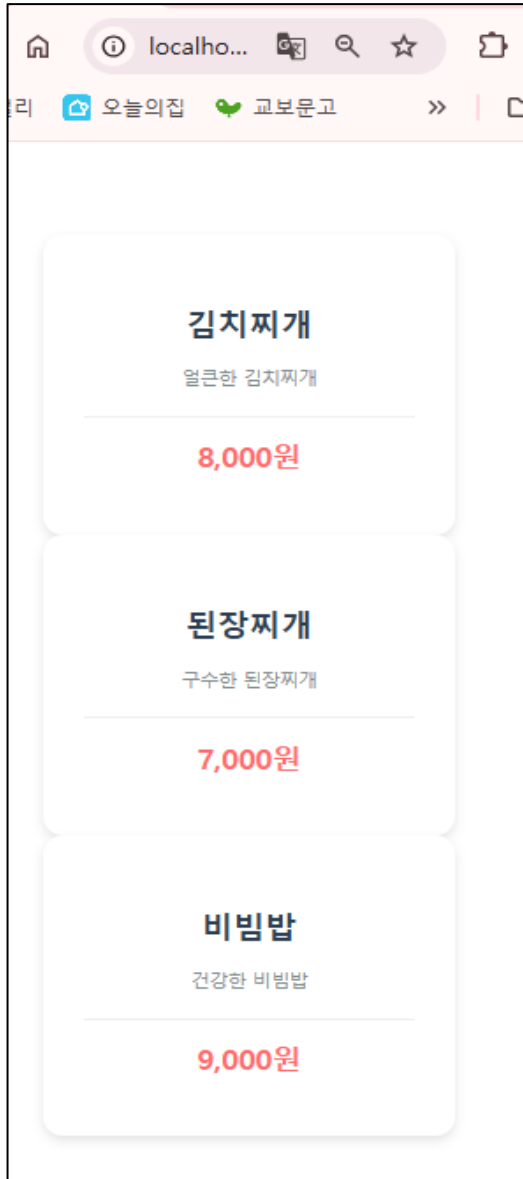 localho...
리 오늘의집 교보문고
김치찌개
얼큰한 김치찌개
8,000원
된장찌개
구수한 된장찌개
7,000원
비빔밥
건강한 비빔밥
9,000원